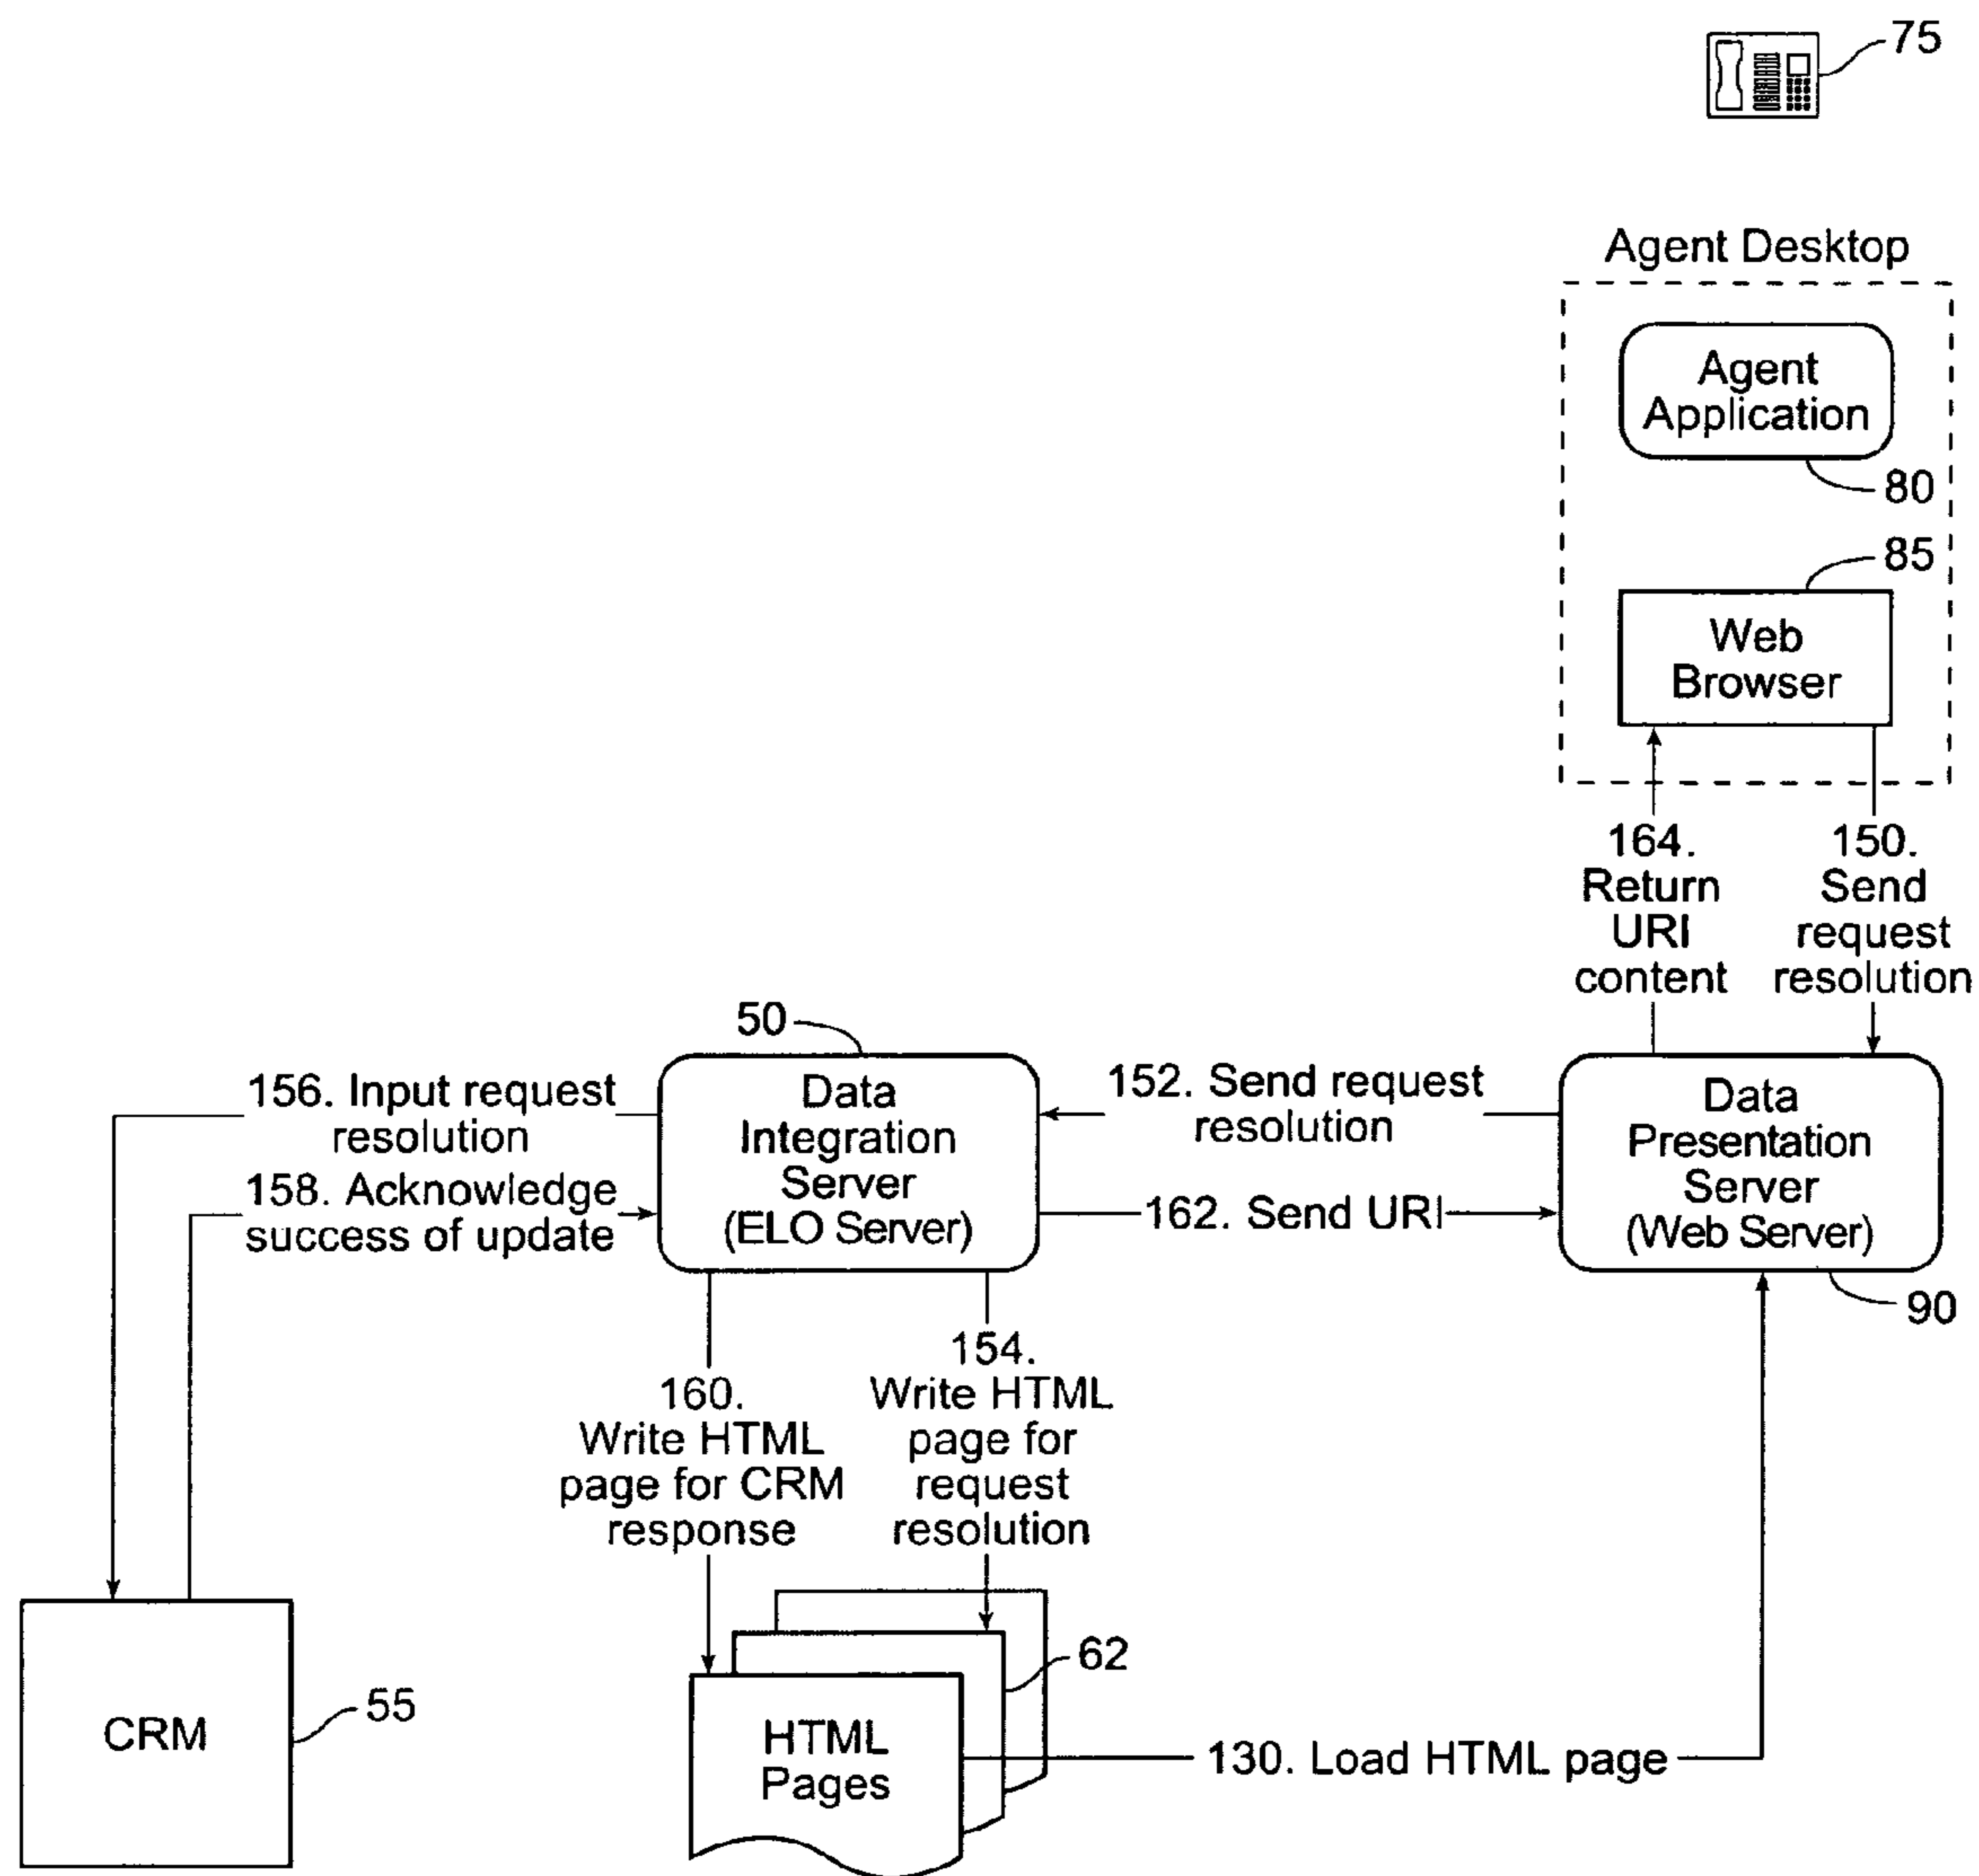 75
Agent Desktop
Agent
Application
80
85
Web
Browser
164.
Return
URI
content
150.
Send
request
resolution
50
156. Input request
resolution
158. Acknowledge
success of update
Data
Integration
Server
(ELO Server)
152. Send request
resolution
162. Send URI
Data
Presentation
Server
(Web Server)
90
160.
Write HTML
page for CRM
response
154.
Write HTML
page for
request
resolution
62
CRM
55
HTML
Pages
130. Load HTML page